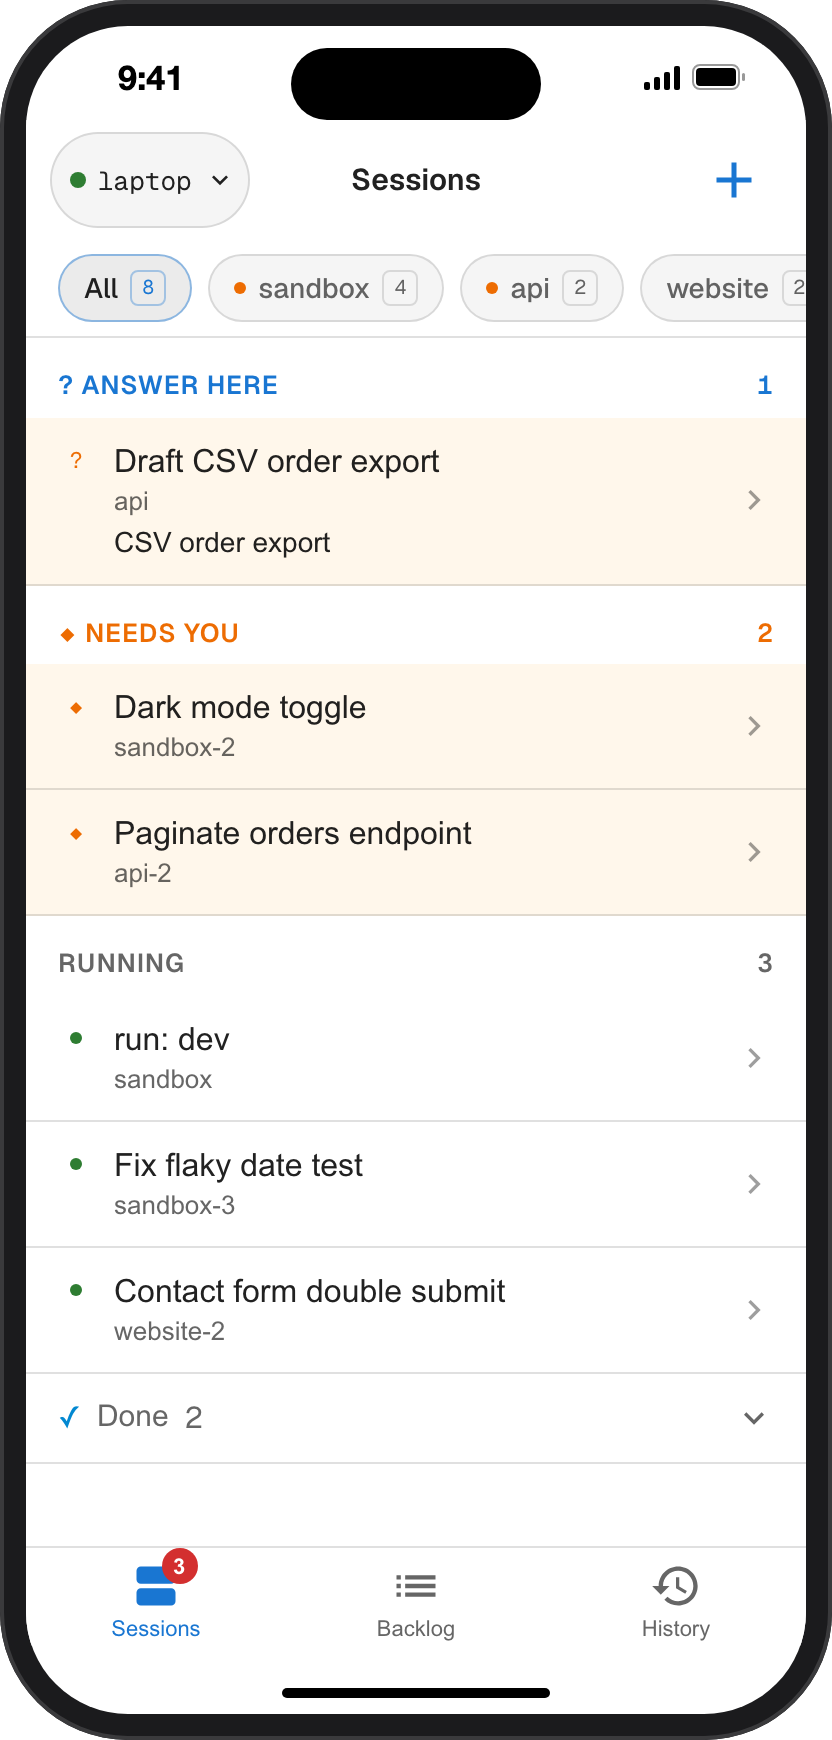 9:41
laptop
Sessions
All 8
sandbox 4
api 2
website 2
? ANSWER HERE 1
? Draft CSV order export
api
CSV order export
NEEDS YOU 2
Dark mode toggle
sandbox-2
Paginate orders endpoint
api-2
RUNNING 3
run: dev
sandbox
Fix flaky date test
sandbox-3
Contact form double submit
website-2
✓ Done 2
3
Sessions
Backlog
History